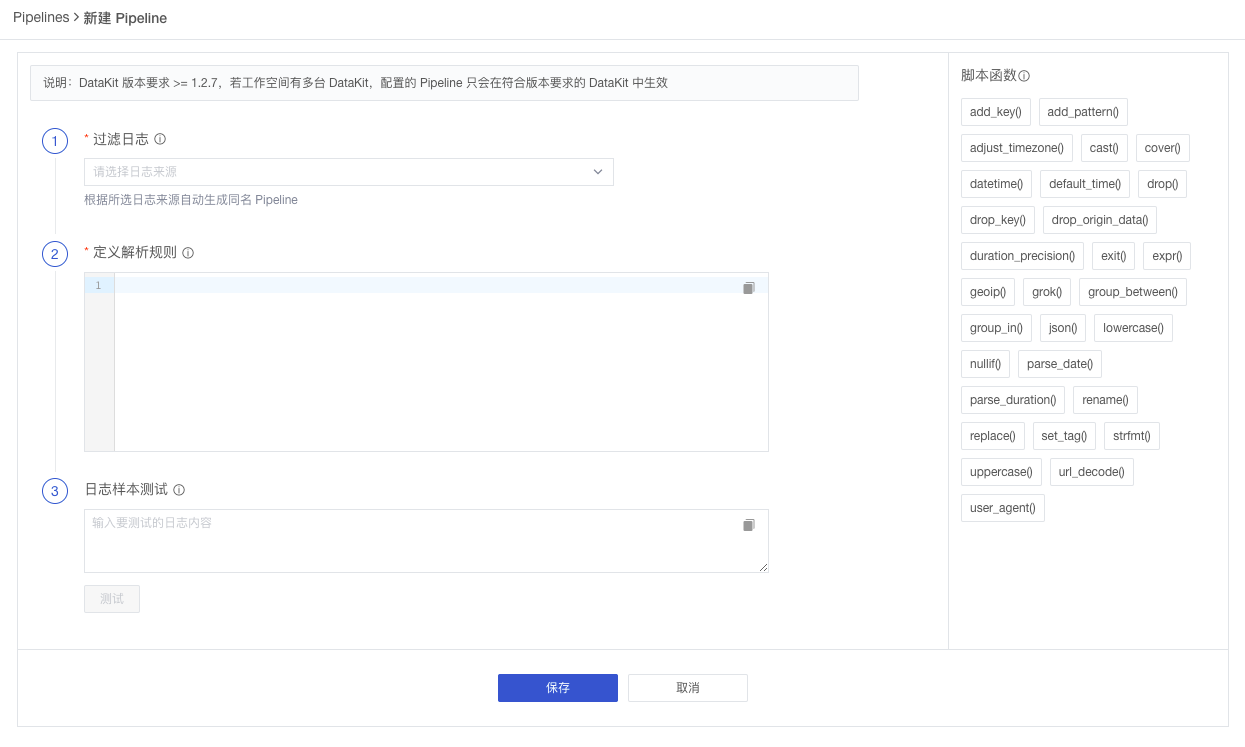 Pipelines > 新建 Pipeline
说明：DataKit 版本要求 >= 1.2.7，若工作空间有多台 DataKit，配置的 Pipeline 只会在符合版本要求的 DataKit 中生效
1 * 过滤日志
请选择日志来源
根据所选日志来源自动生成同名 Pipeline
2 * 定义解析规则
1
3 日志样本测试
输入要测试的日志内容
测试
脚本函数
add_key() add_pattern()
adjust_timezone() cast() cover()
datetime() default_time() drop()
drop_key() drop_origin_data()
duration_precision() exit() expr()
geoip() grok() group_between()
group_in() json() lowercase()
nullif() parse_date()
parse_duration() rename()
replace() set_tag() strfmt()
uppercase() url_decode()
user_agent()
保存 取消